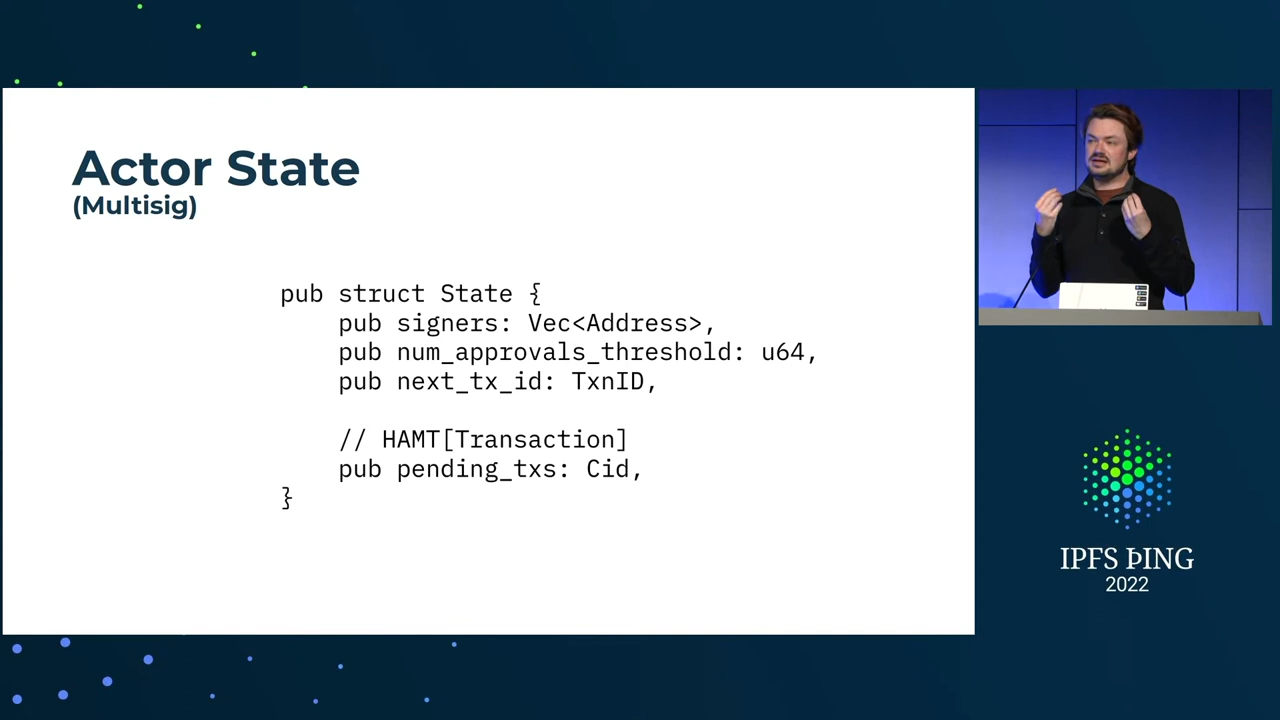 Actor State
(Multisig)
pub struct State {
pub signers: Vec<Address>,
pub num_approvals_threshold: u64,
pub next_tx_id: TxnID,
// HAMT[Transaction]
pub pending_txs: Cid,
}
IPFS ÞING
2022